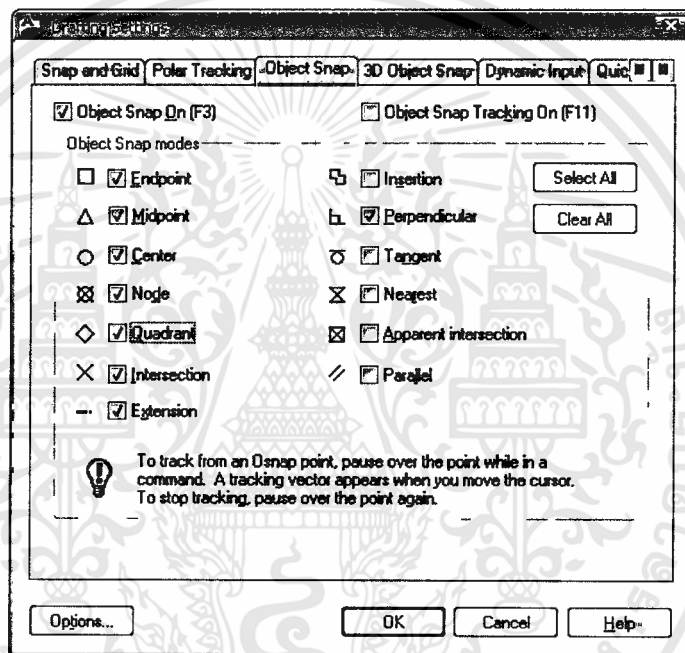 Drafting Settings
Snap and Grid Polar Tracking Object Snap 3D Object Snap Dynamic Input Quic
Object Snap On (F3) Object Snap Tracking On (F11)
Object Snap modes
Endpoint Insertion Select All
Midpoint Perpendicular Clear All
Center Tangent
Node Nearest
Quadrant Apparent intersection
Intersection Parallel
Extension
To track from an Osnap point, pause over the point while in a
command. A tracking vector appears when you move the cursor.
To stop tracking, pause over the point again.
Options... OK Cancel Help